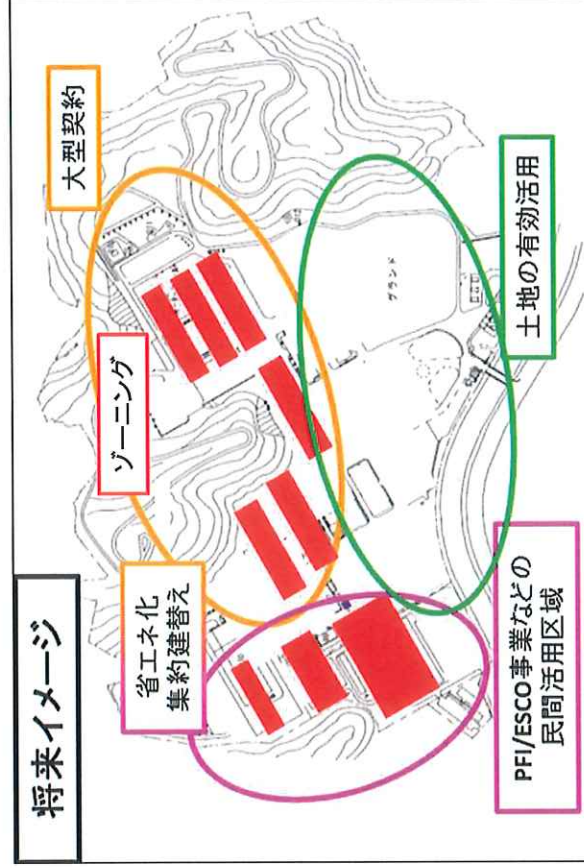 将来イメージ
省エネ化
集約建替え
ゾーニング
大型契約
グランド
PFI/ESCO事業などの
民間活用区域
土地の有効活用